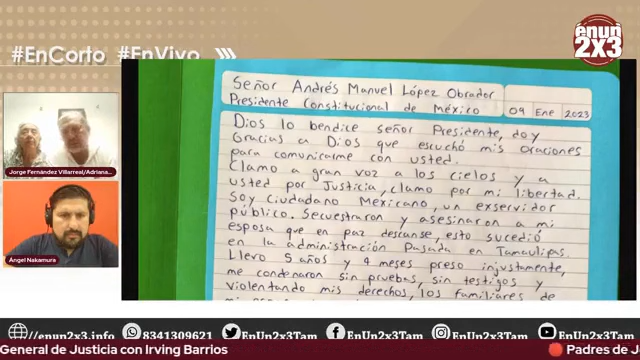 #EnCorto #EnVivo
énun
2x3
Señor Andrés Manuel López Obrador
Presidente Constitucional de México 09 Ene 2023
Dios lo bendice señor Presidente, doy
Gracias a Dios que escuchó mis oraciones
para comunicarme con usted.
Clamo a gran voz a los cielos y a
usted por Justicia, clamo por mi libertad.
Soy ciudadano Mexicano, un exservidor
público. Secuestraron y asesinaron a mi
esposa que en paz descanse, esto sucedió
en la administración Pasada en Tamaulipas.
Llevo 5 años y 4 meses preso injustamente,
me condenaron sin pruebas, sin testigos y
violentando mis derechos, los familiares de
Jorge Fernández Villarreal/Adriana
Ángel Nakamura
//enun2x3.info 8341309621 EnUn2x3Tam EnUn2x3Tam EnUn2x3Tam EnUn2x3Tam
General de Justicia con Irving Barrios Padres de J